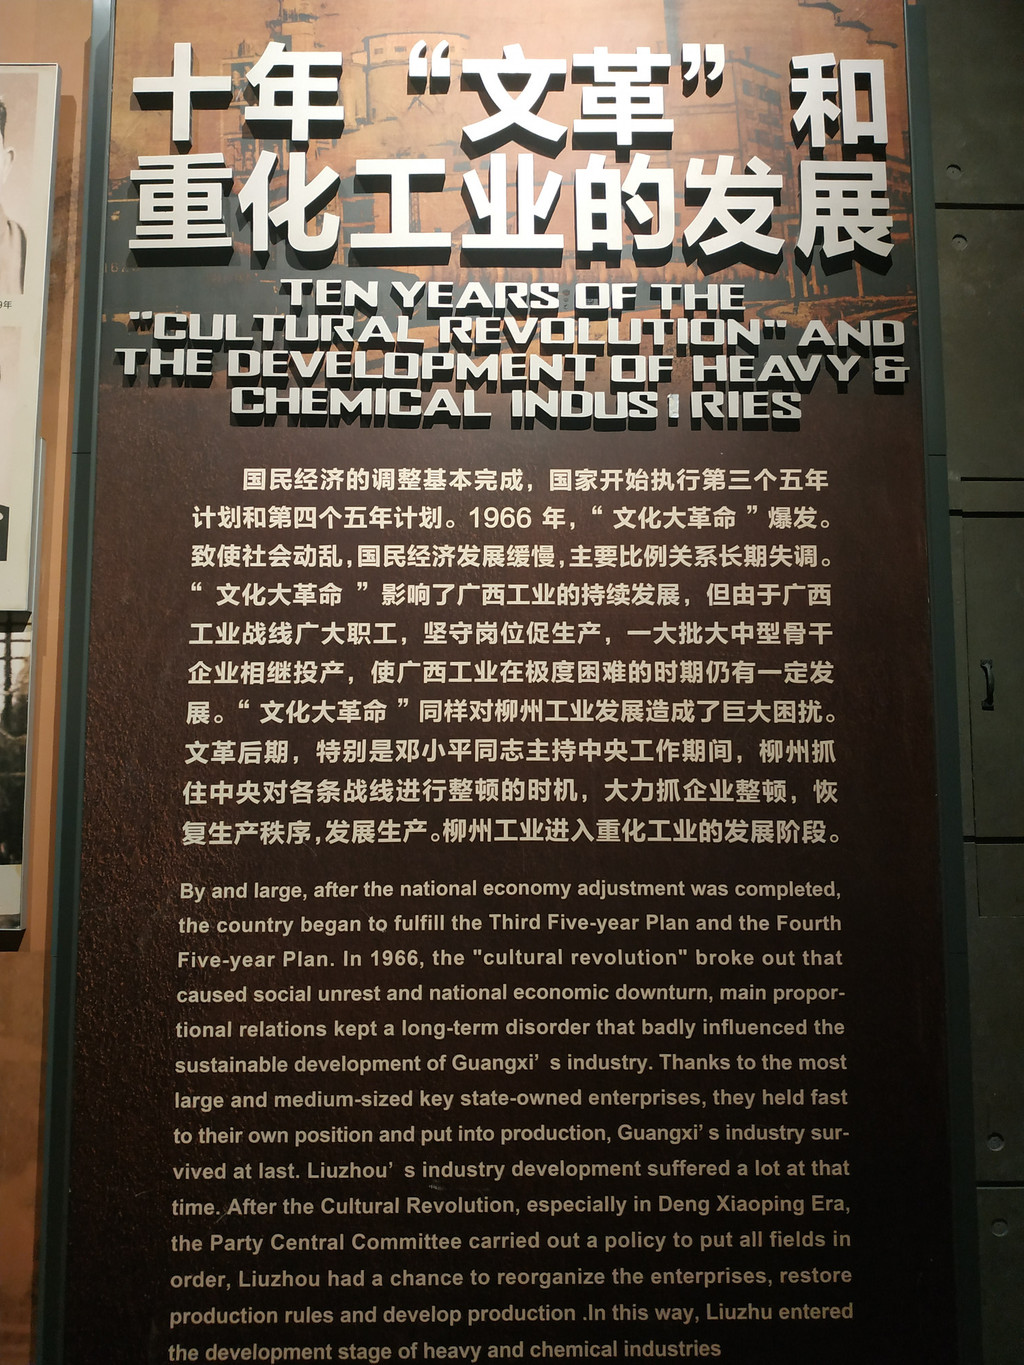 十年“文革”和
重化工业的发展
TEN YEARS OF THE
"CULTURAL REVOLUTION" AND
THE DEVELOPMENT OF HEAVY &
CHEMICAL INDUSTRIES
国民经济的调整基本完成，国家开始执行第三个五年
计划和第四个五年计划。1966 年，“ 文化大革命 ”爆发。
致使社会动乱，国民经济发展缓慢，主要比例关系长期失调。
“ 文化大革命 ”影响了广西工业的持续发展，但由于广西
工业战线广大职工，坚守岗位促生产，一大批大中型骨干
企业相继投产，使广西工业在极度困难的时期仍有一定发
展。“ 文化大革命 ”同样对柳州工业发展造成了巨大困扰。
文革后期，特别是邓小平同志主持中央工作期间，柳州抓
住中央对各条战线进行整顿的时机，大力抓企业整顿，恢
复生产秩序，发展生产。柳州工业进入重化工业的发展阶段。
By and large, after the national economy adjustment was completed,
the country began to fulfill the Third Five-year Plan and the Fourth
Five-year Plan. In 1966, the "cultural revolution" broke out that
caused social unrest and national economic downturn, main propor-
tional relations kept a long-term disorder that badly influenced the
sustainable development of Guangxi’ s industry. Thanks to the most
large and medium-sized key state-owned enterprises, they held fast
to their own position and put into production, Guangxi’ s industry sur-
vived at last. Liuzhou’ s industry development suffered a lot at that
time. After the Cultural Revolution, especially in Deng Xiaoping Era,
the Party Central Committee carried out a policy to put all fields in
order, Liuzhou had a chance to reorganize the enterprises, restore
production rules and develop production .In this way, Liuzhu entered
the development stage of heavy and chemical industries